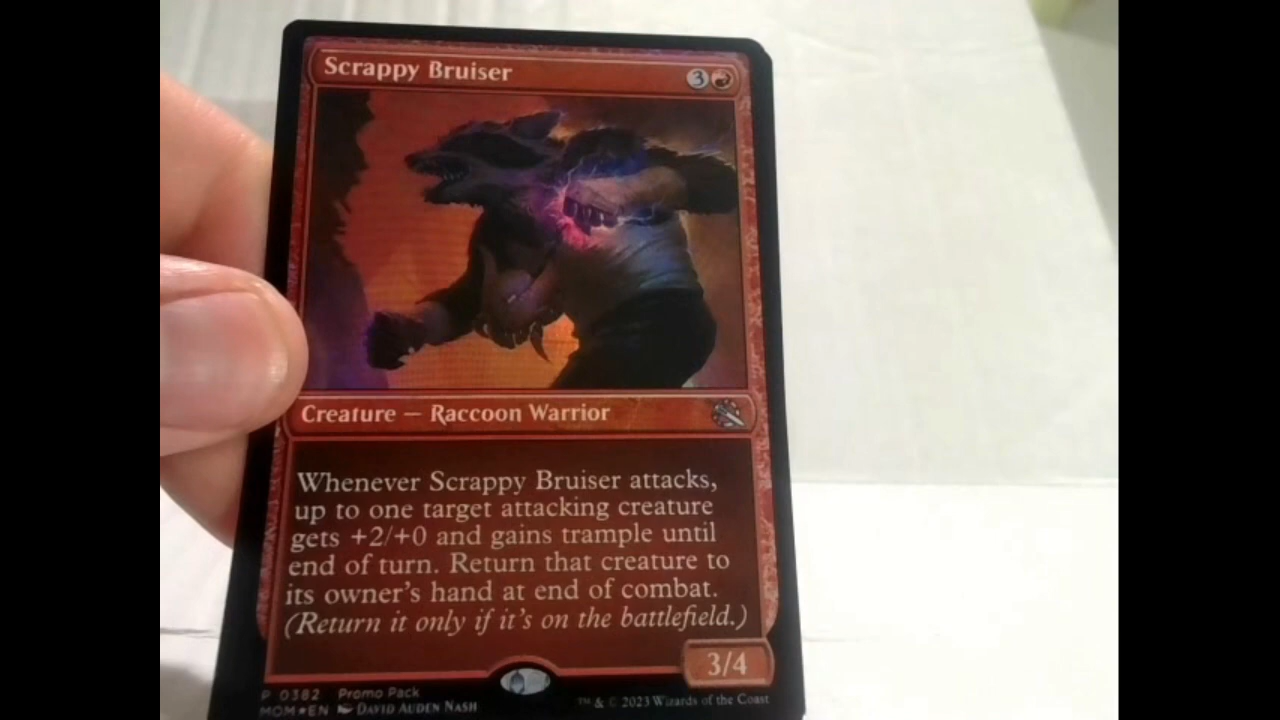 Scrappy Bruiser 3
Creature — Raccoon Warrior
Whenever Scrappy Bruiser attacks,
up to one target attacking creature
gets +2/+0 and gains trample until
end of turn. Return that creature to
its owner's hand at end of combat.
(Return it only if it's on the battlefield.)
3/4
P 0382 Promo Pack
MOM★EN David Auden Nash
™ & © 2023 Wizards of the Coast